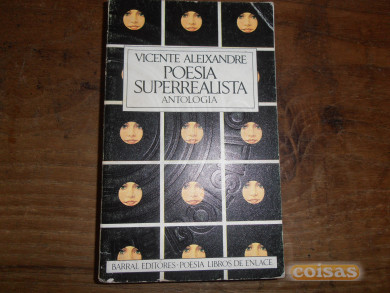 VICENTE ALEIXANDRE
POESIA
SUPERREALISTA
ANTOLOGIA
BARRAL EDITORES - POESIA LIBROS DE ENLACE
coisas